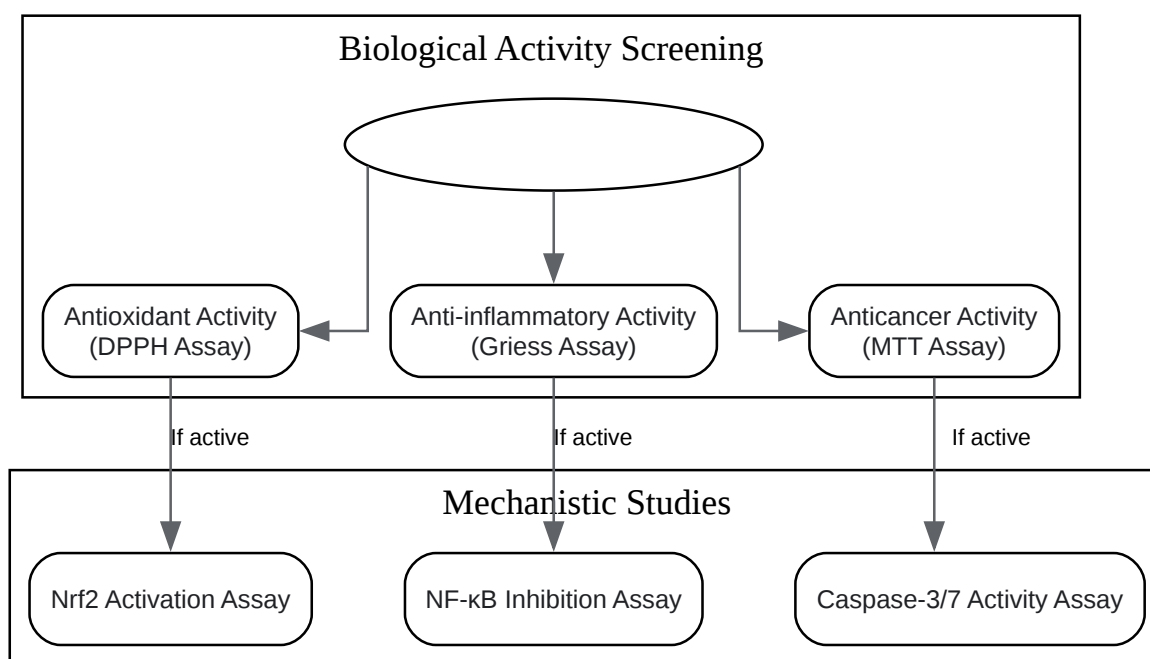 Biological Activity Screening
Antioxidant Activity
(DPPH Assay)
Anti-inflammatory Activity
(Griess Assay)
Anticancer Activity
(MTT Assay)
If active
If active
If active
Mechanistic Studies
Nrf2 Activation Assay
NF-κB Inhibition Assay
Caspase-3/7 Activity Assay